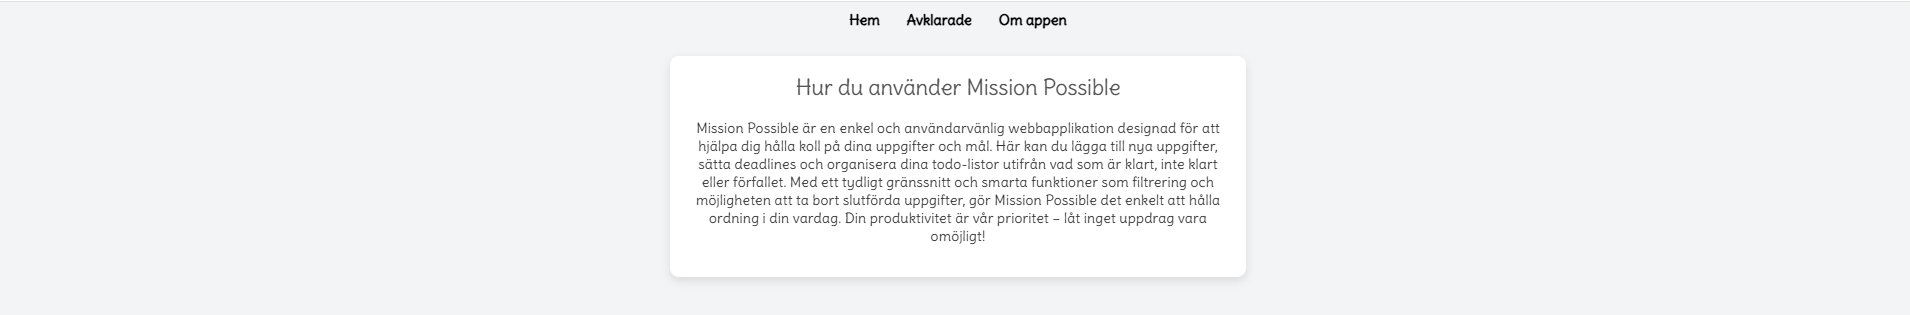 Hem Avklarade Om appen
Hur du använder Mission Possible
Mission Possible är en enkel och användarvänlig webbapplikation designad för att
hjälpa dig hålla koll på dina uppgifter och mål. Här kan du lägga till nya uppgifter,
sätta deadlines och organisera dina todo-listor utifrån vad som är klart, inte klart
eller förfallet. Med ett tydligt gränssnitt och smarta funktioner som filtrering och
möjligheten att ta bort slutförda uppgifter, gör Mission Possible det enkelt att hålla
ordning i din vardag. Din produktivitet är vår prioritet – låt inget uppdrag vara
omöjligt!